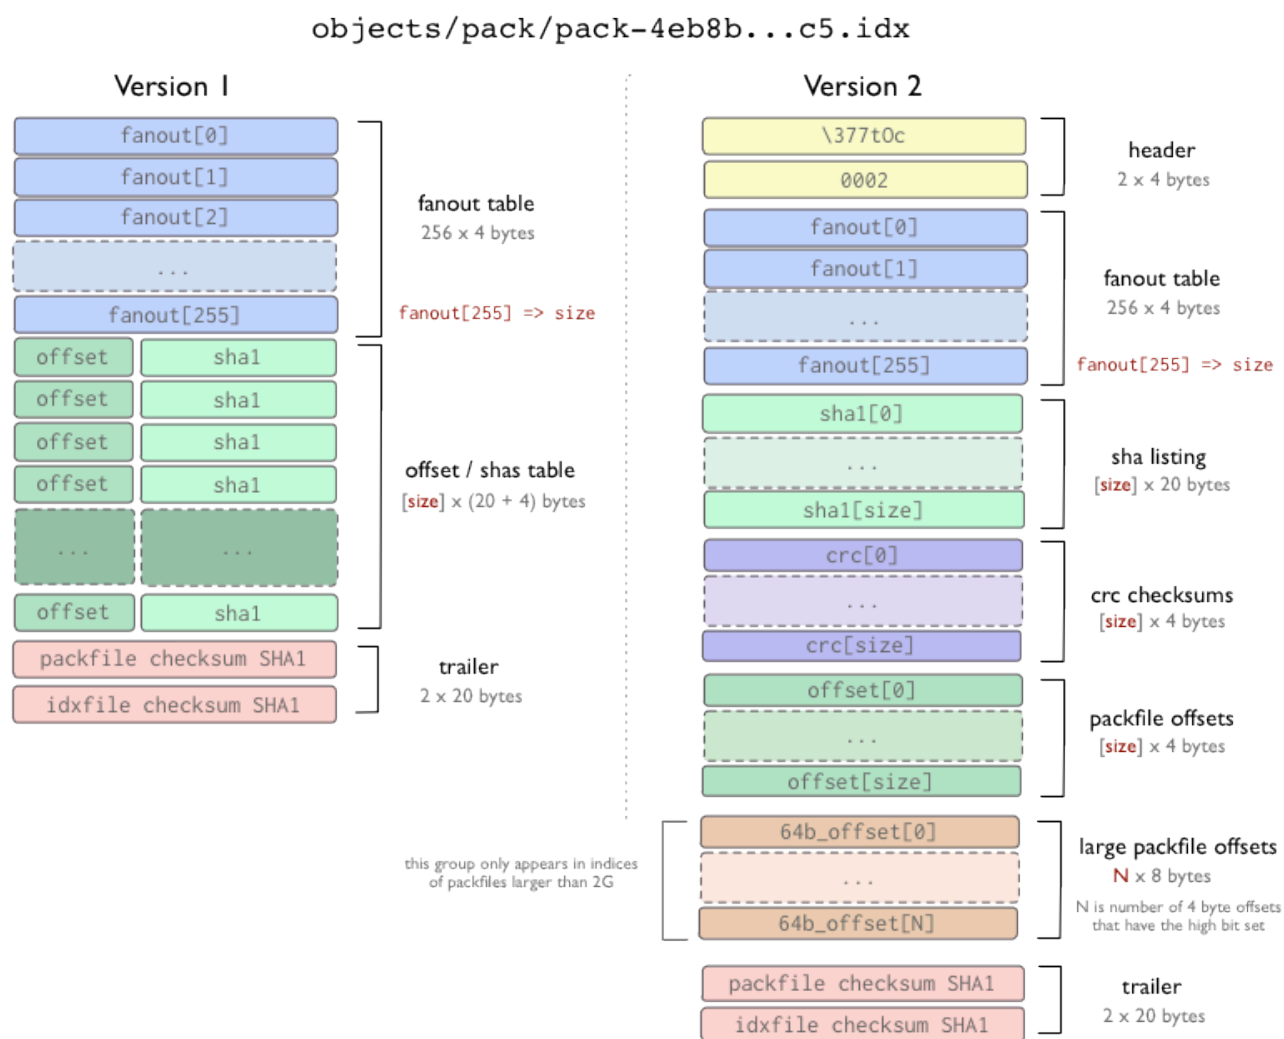 objects/pack/pack-4eb8b...c5.idx
Version 1
fanout[0]
fanout[1]
fanout[2]
...
fanout[255]
fanout table
256 x 4 bytes
fanout[255] => size
offset sha1
offset sha1
offset sha1
offset sha1
... ...
offset sha1
offset / shas table
[size] x (20 + 4) bytes
packfile checksum SHA1
idxfile checksum SHA1
trailer
2 x 20 bytes
Version 2
\377tOc
0002
header
2 x 4 bytes
fanout[0]
fanout[1]
...
fanout[255]
fanout table
256 x 4 bytes
fanout[255] => size
sha1[0]
...
sha1[size]
sha listing
[size] x 20 bytes
crc[0]
...
crc[size]
crc checksums
[size] x 4 bytes
offset[0]
...
offset[size]
packfile offsets
[size] x 4 bytes
this group only appears in indices
of packfiles larger than 2G
64b_offset[0]
...
64b_offset[N]
large packfile offsets
N x 8 bytes
N is number of 4 byte offsets
that have the high bit set
packfile checksum SHA1
idxfile checksum SHA1
trailer
2 x 20 bytes